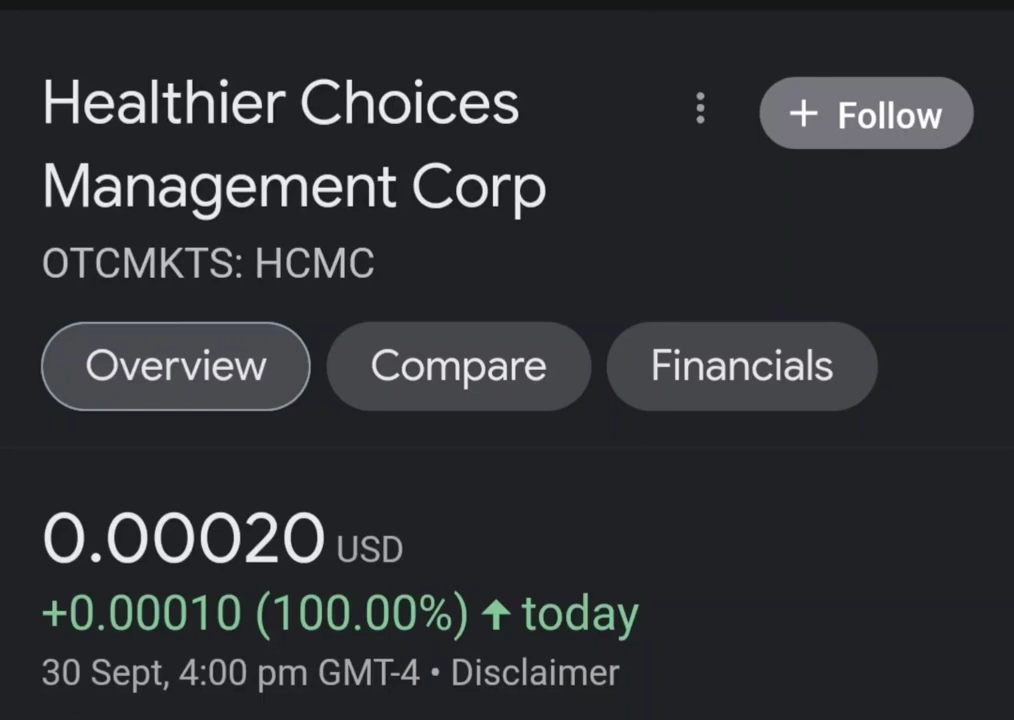 Healthier Choices
Management Corp
+ Follow
OTCMKTS: HCMC
Overview Compare Financials
0.00020 USD
+0.00010 (100.00%) ↑ today
30 Sept, 4:00 pm GMT-4 • Disclaimer